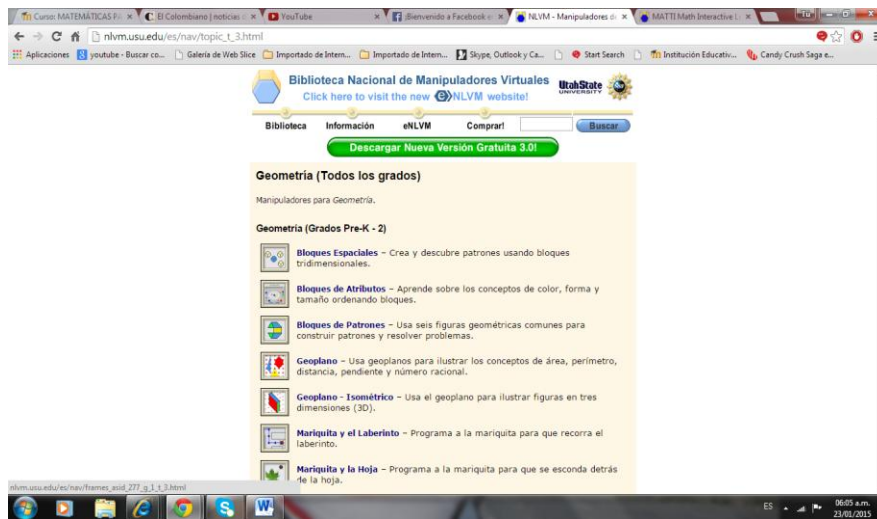 Curso: MATEMÁTICAS PA
El Colombiano | noticias d
YouTube
¡Bienvenido a Facebook e
NLVM - Manipuladores de
MATTI Math Interactive L
nlvm.usu.edu/es/nav/topic_t_3.html
Aplicaciones
youtube - Buscar co...
Galería de Web Slice
Importado de Intern...
Importado de Intern...
Skype, Outlook y Ca...
Start Search
Institución Educativ...
Candy Crush Saga e...
Biblioteca Nacional de Manipuladores Virtuales
Click here to visit the new eNLVM website!
UtahState
UNIVERSITY
Biblioteca Información eNLVM Comprar! Buscar
Descargar Nueva Versión Gratuita 3.0!
Geometría (Todos los grados)
Manipuladores para Geometría.
Geometría (Grados Pre-K - 2)
Bloques Espaciales – Crea y descubre patrones usando bloques
tridimensionales.
Bloques de Atributos – Aprende sobre los conceptos de color, forma y
tamaño ordenando bloques.
Bloques de Patrones – Usa seis figuras geométricas comunes para
construir patrones y resolver problemas.
Geoplano – Usa geoplanos para ilustrar los conceptos de área, perímetro,
distancia, pendiente y número racional.
Geoplano - Isométrico – Usa el geoplano para ilustrar figuras en tres
dimensiones (3D).
Mariquita y el Laberinto – Programa a la mariquita para que recorra el
laberinto.
Mariquita y la Hoja – Programa a la mariquita para que se esconda detrás
de la hoja.
nlvm.usu.edu/es/nav/frames_asid_277_g_1_t_3.html
ES
06:05 a.m.
23/01/2015